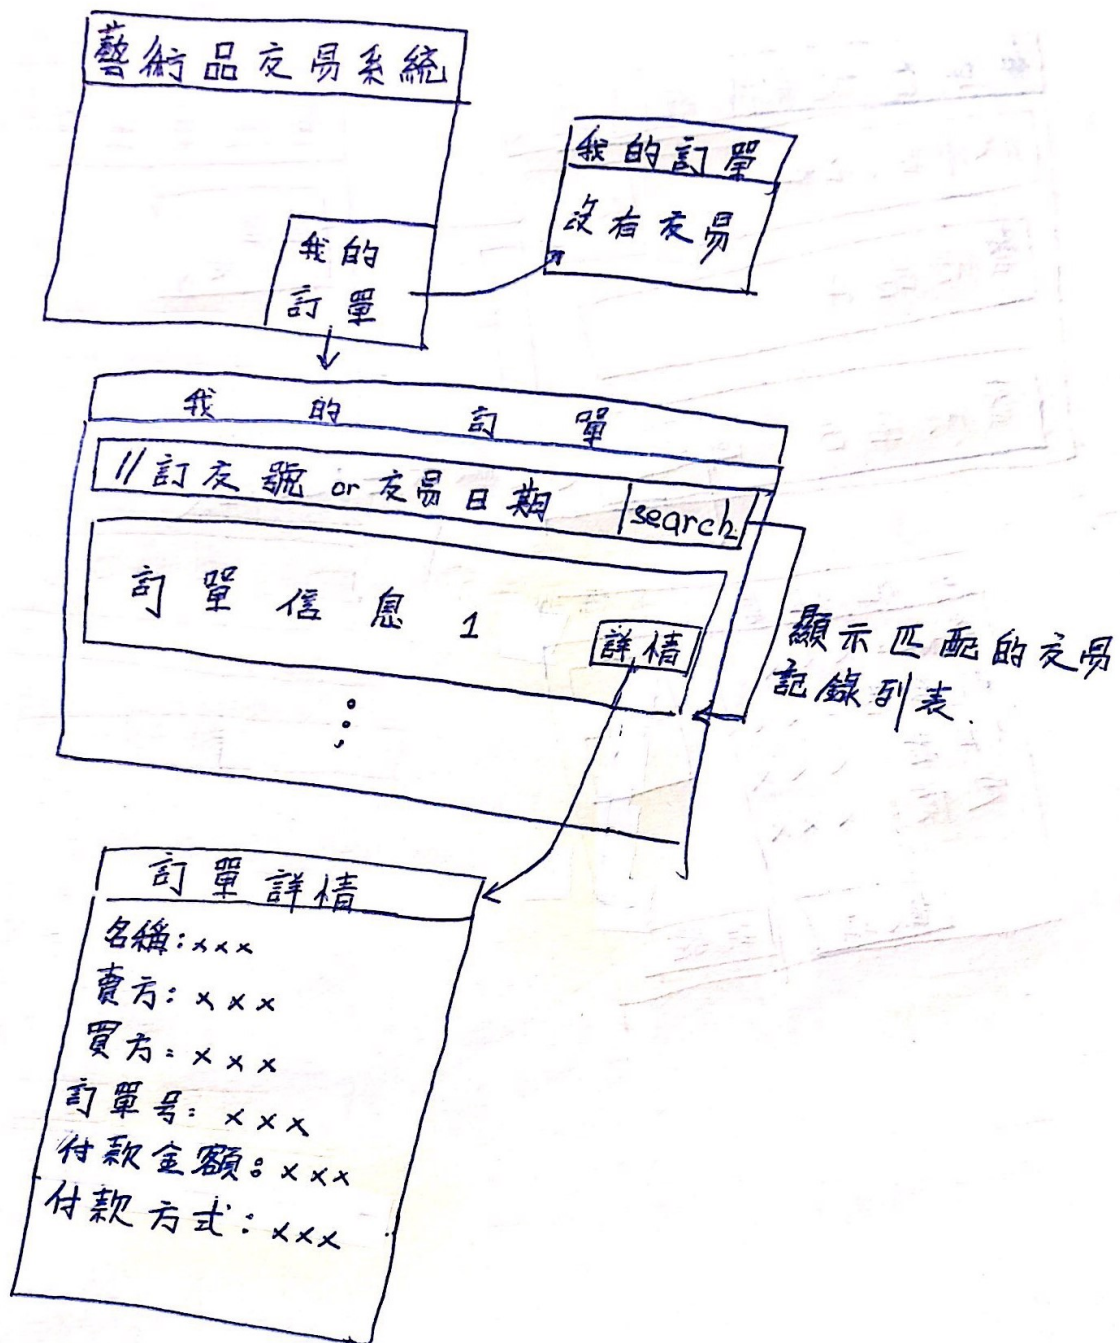 藝術品交易系統
我的訂單
沒有交易
我的
訂單
我的訂單
//訂交號 or 交易日期 search
訂單信息 1
詳情
顯示匹配的交易
記錄列表.
訂單詳情
名稱:xxx
賣方:xxx
買方:xxx
訂單号:xxx
付款金額:xxx
付款方式:xxx